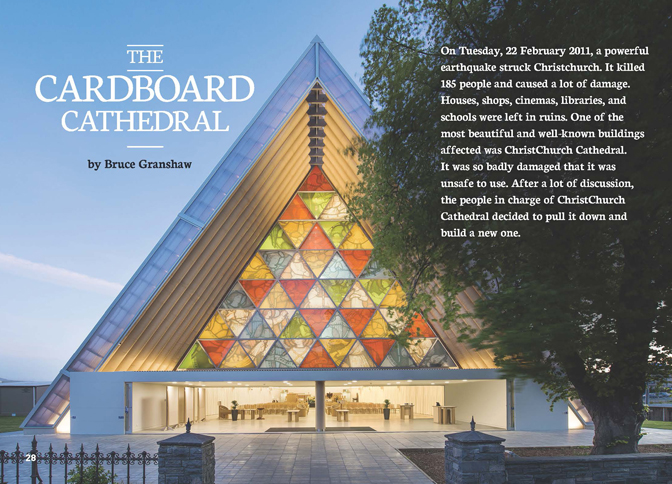 THE
CARDBOARD
CATHEDRAL
by Bruce Granshaw
On Tuesday, 22 February 2011, a powerful
earthquake struck Christchurch. It killed
185 people and caused a lot of damage.
Houses, shops, cinemas, libraries, and
schools were left in ruins. One of the
most beautiful and well-known buildings
affected was ChristChurch Cathedral.
It was so badly damaged that it was
unsafe to use. After a lot of discussion,
the people in charge of ChristChurch
Cathedral decided to pull it down and
build a new one.
28